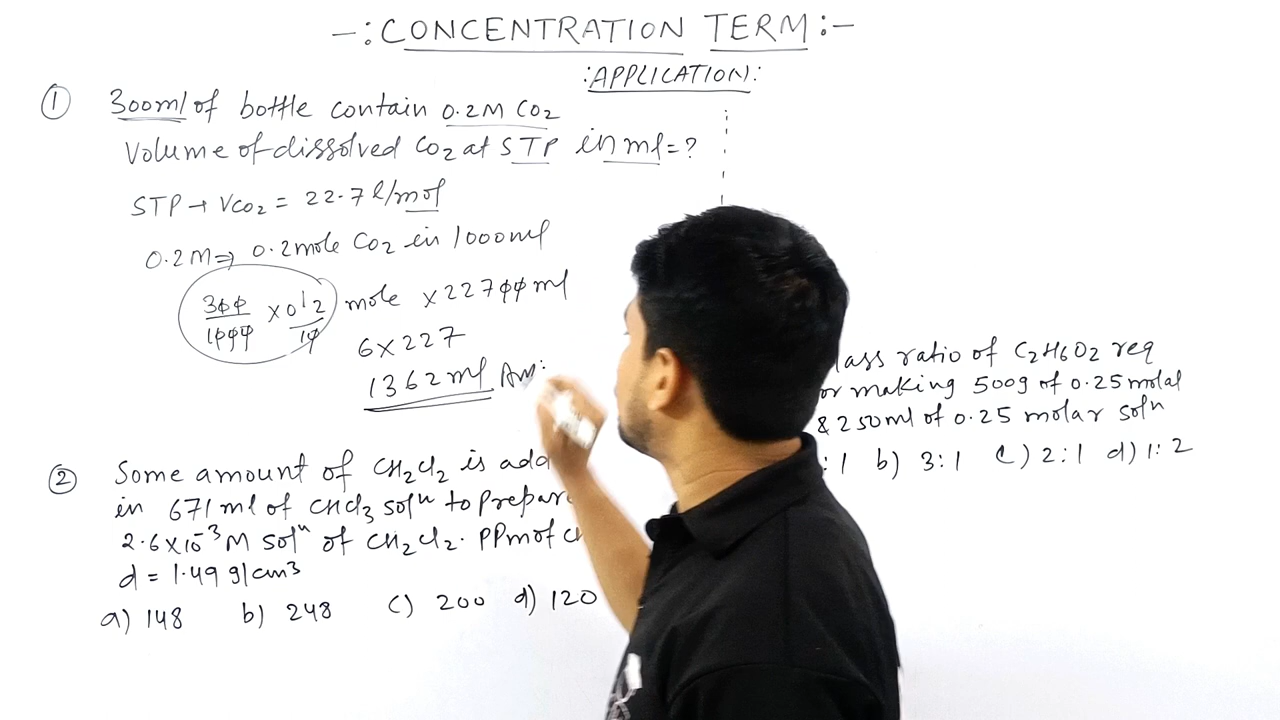 -: CONCENTRATION TERM :-
: APPLICATION :
① 300ml of bottle contain 0.2M CO2
Volume of dissolved CO2 at STP in ml = ?
STP → VCO2 = 22.7 l/mol
0.2M ⇒ 0.2mole CO2 in 1000ml
300/1000 × 0.2/10 mole × 22700 ml
6 × 227
1362 ml Ans:
② Some amount of CH2Cl2 is add
in 671 ml of CHCl3 solⁿ to prepare
2.6×10⁻³ M solⁿ of CH2Cl2. PPm of
d = 1.49 g/cm³
a) 148 b) 248 c) 200 d) 120
ass ratio of C2H6O2 req
or making 500g of 0.25 molal
& 250ml of 0.25 molar solⁿ
: 1 b) 3:1 c) 2:1 d) 1:2